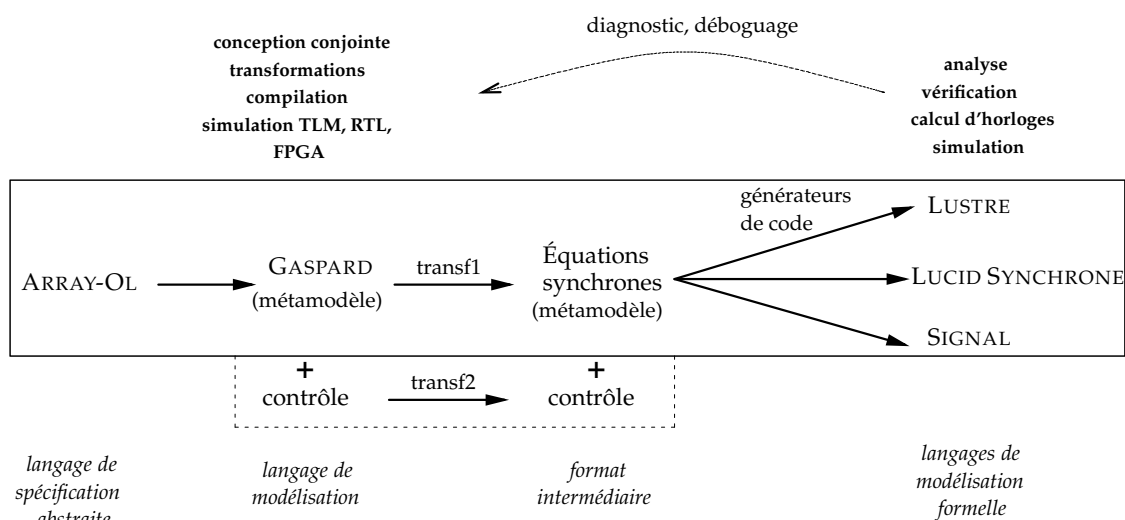 diagnostic, déboguage
conception conjointe
transformations
compilation
simulation TLM, RTL,
FPGA
analyse
vérification
calcul d'horloges
simulation
ARRAY-OL
GASPARD
(métamodèle)
transf1
Équations
synchrones
(métamodèle)
générateurs
de code
LUSTRE
LUCID SYNCHRONE
SIGNAL
+
contrôle
transf2
+
contrôle
langage de
spécification
abstraite
langage de
modélisation
format
intermédiaire
langages de
modélisation
formelle